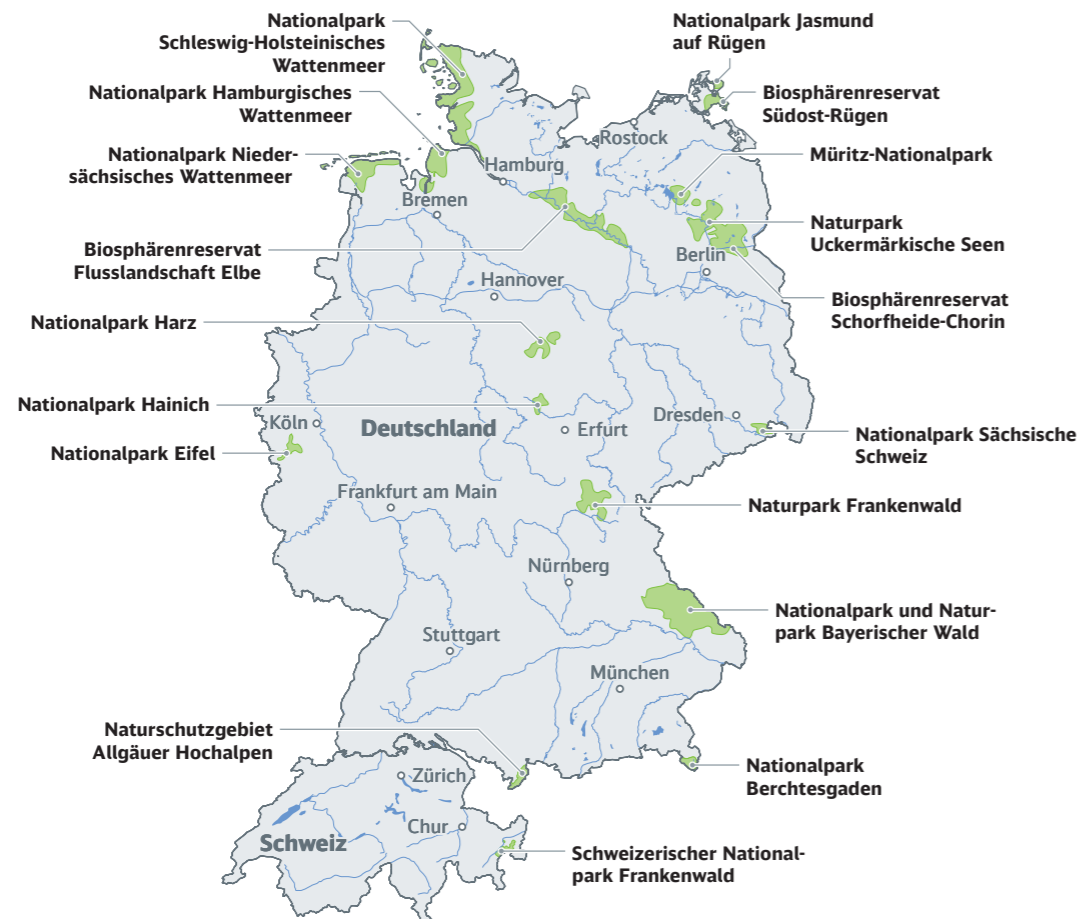 Nationalpark
Schleswig-Holsteinisches
Wattenmeer
Nationalpark Jasmund
auf Rügen
Nationalpark Hamburgisches
Wattenmeer
Biosphärenreservat
Südost-Rügen
Rostock
Nationalpark Nieder-
sächsisches Wattenmeer
Hamburg
Müritz-Nationalpark
Bremen
Naturpark
Uckermärkische Seen
Biosphärenreservat
Flusslandschaft Elbe
Berlin
Hannover
Biosphärenreservat
Schorfheide-Chorin
Nationalpark Harz
Nationalpark Hainich
Köln
Deutschland
Erfurt
Dresden
Nationalpark Sächsische
Schweiz
Nationalpark Eifel
Frankfurt am Main
Naturpark Frankenwald
Nürnberg
Nationalpark und Natur-
park Bayerischer Wald
Stuttgart
München
Naturschutzgebiet
Allgäuer Hochalpen
Nationalpark
Berchtesgaden
Zürich
Chur
Schweiz
Schweizerischer National-
park Frankenwald